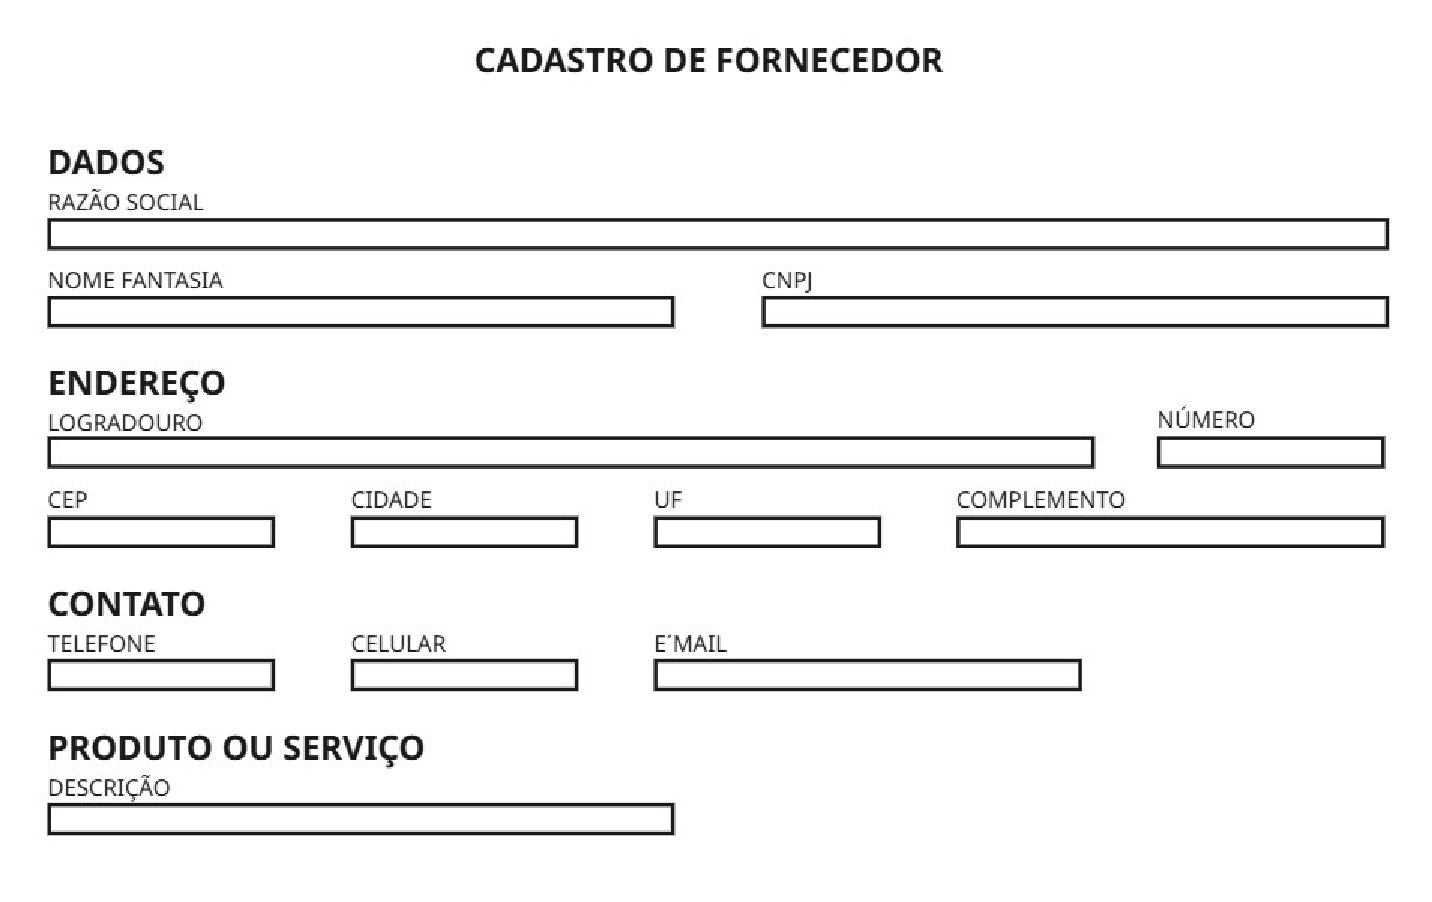 CADASTRO DE FORNECEDOR
DADOS
RAZÃO SOCIAL
NOME FANTASIA CNPJ
ENDEREÇO
LOGRADOURO NÚMERO
CEP CIDADE UF COMPLEMENTO
CONTATO
TELEFONE CELULAR E´MAIL
PRODUTO OU SERVIÇO
DESCRIÇÃO